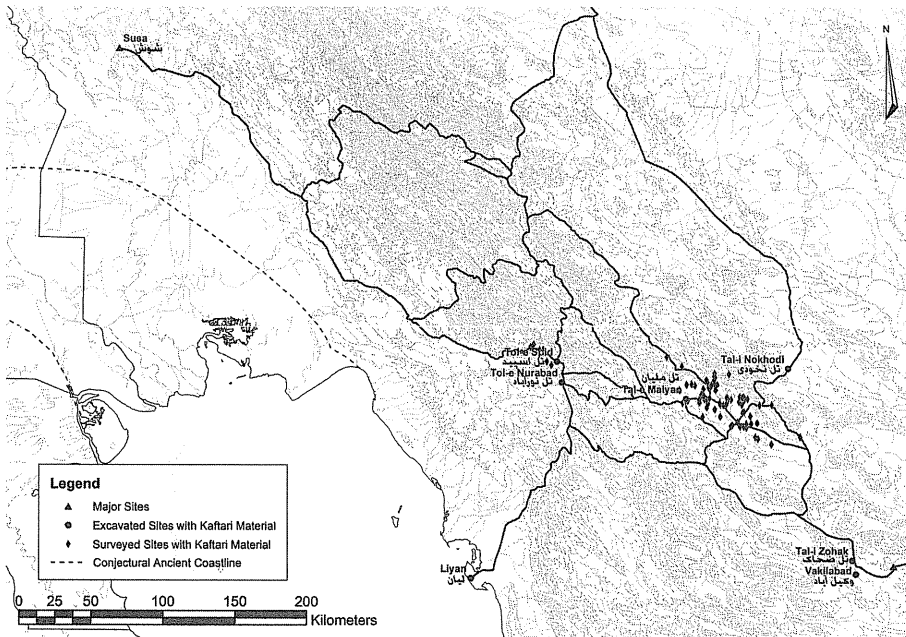 Susa
شوش
N
Tol-e Spid
تل اسپید
Tol-e Nurabad
تل نورآباد
تل ملیان
Tal-e Malyan
Tal-i Nokhodi
تل نخودی
Liyan
لیان
Tal-i Zohak
تل ضحاک
Vakilabad
وکیل آباد
Legend
Major Sites
Excavated Sites with Kaftari Material
Surveyed Sites with Kaftari Material
Conjectural Ancient Coastline
0 25 50 100 150 200
Kilometers